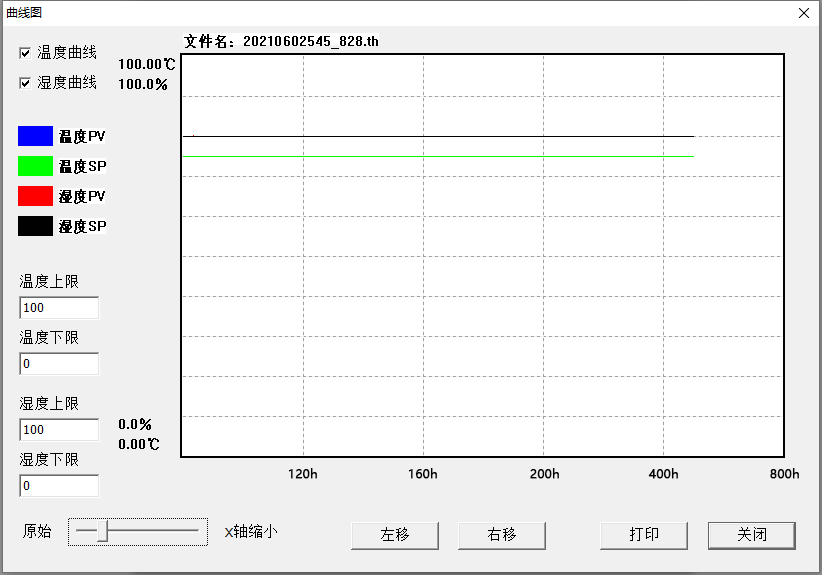 曲线图
文件名：20210602545_828.th
温度曲线
100.00℃
湿度曲线
100.0%
温度PV
温度SP
湿度PV
湿度SP
温度上限
100
温度下限
0
湿度上限
100
0.0%
0.00℃
湿度下限
0
120h 160h 200h 400h 800h
原始 X轴缩小 左移 右移 打印 关闭